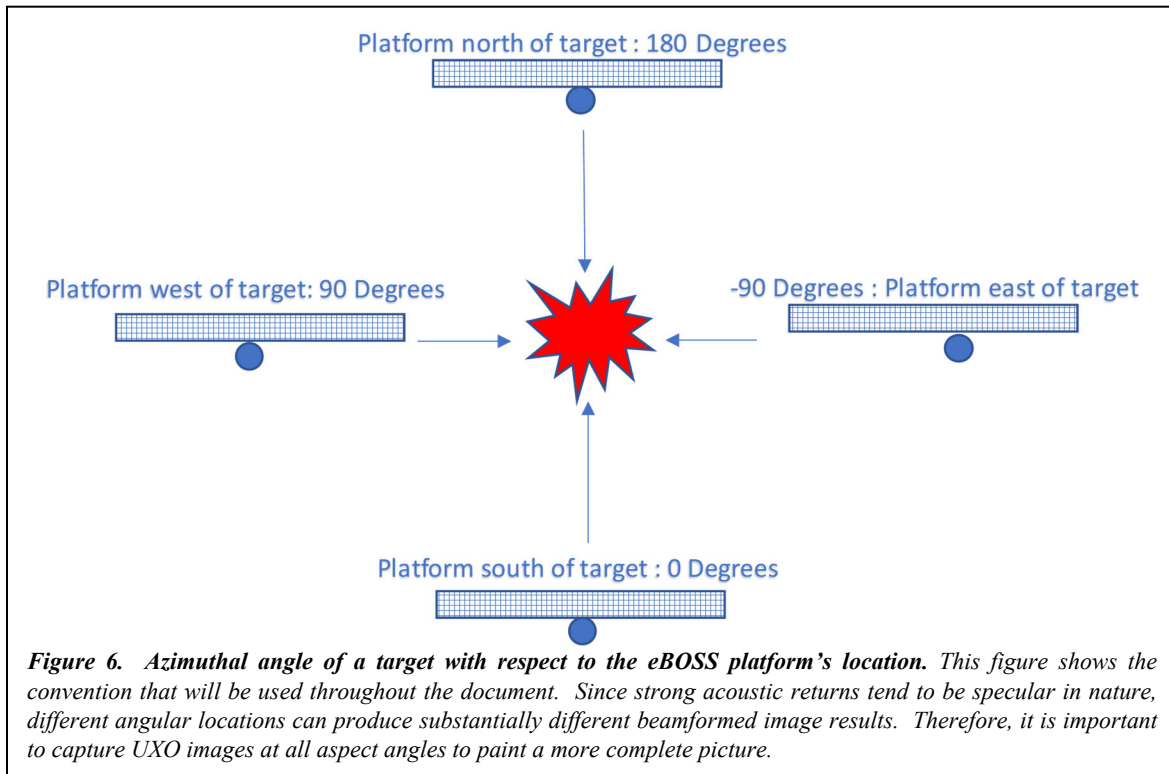 Platform north of target : 180 Degrees
Platform west of target: 90 Degrees
-90 Degrees : Platform east of target
Platform south of target : 0 Degrees
Figure 6. Azimuthal angle of a target with respect to the eBOSS platform's location. This figure shows the
convention that will be used throughout the document. Since strong acoustic returns tend to be specular in nature,
different angular locations can produce substantially different beamformed image results. Therefore, it is important
to capture UXO images at all aspect angles to paint a more complete picture.